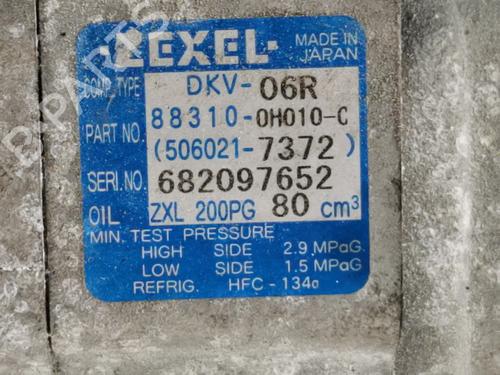 ZEXEL
MADE IN JAPAN
COMP. TYPE DKV-06R
PART NO. 88310-0H010-C
(506021-7372)
SERI.NO. 682097652
OIL ZXL 200PG 80 cm³
MIN. TEST PRESSURE
HIGH SIDE 2.9 MPaG
LOW SIDE 1.5 MPaG
REFRIG. HFC-134a